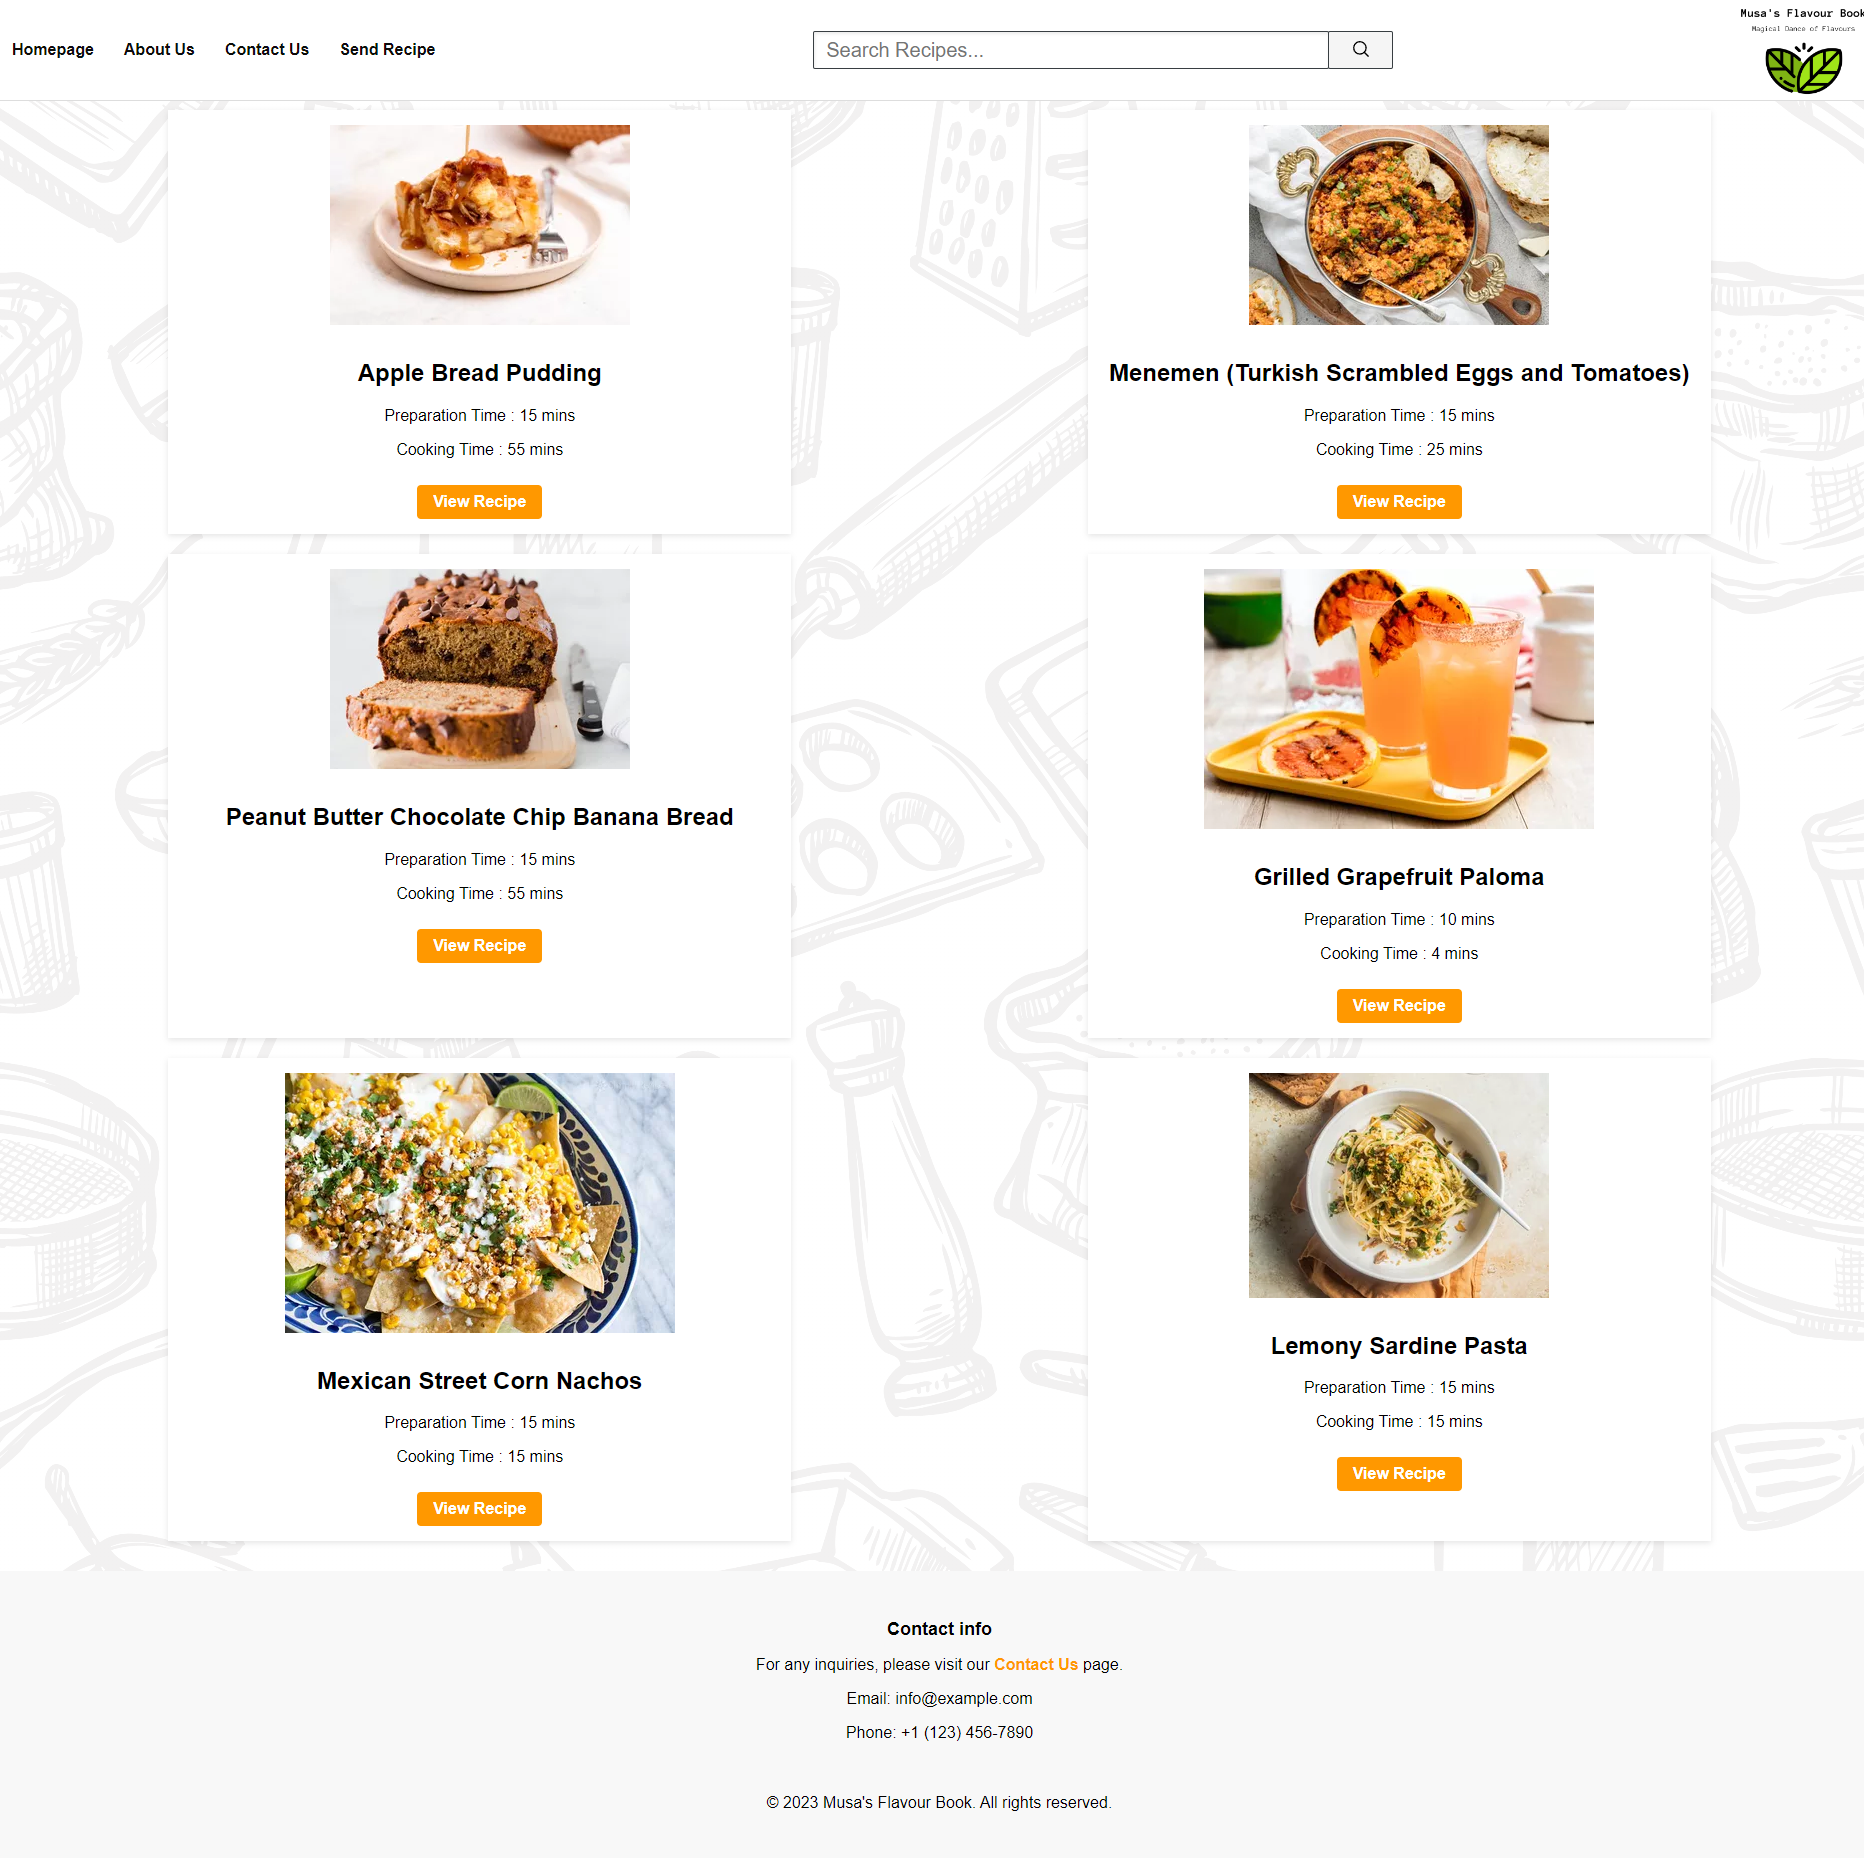 Homepage
About Us
Contact Us
Send Recipe
Search Recipes...
Musa's Flavour Book
Magical Dance of Flavours
Apple Bread Pudding
Preparation Time : 15 mins
Cooking Time : 55 mins
View Recipe
Menemen (Turkish Scrambled Eggs and Tomatoes)
Preparation Time : 15 mins
Cooking Time : 25 mins
View Recipe
Peanut Butter Chocolate Chip Banana Bread
Preparation Time : 15 mins
Cooking Time : 55 mins
View Recipe
Grilled Grapefruit Paloma
Preparation Time : 10 mins
Cooking Time : 4 mins
View Recipe
Mexican Street Corn Nachos
Preparation Time : 15 mins
Cooking Time : 15 mins
View Recipe
Lemony Sardine Pasta
Preparation Time : 15 mins
Cooking Time : 15 mins
View Recipe
Contact info
For any inquiries, please visit our Contact Us page.
Email: info@example.com
Phone: +1 (123) 456-7890
© 2023 Musa's Flavour Book. All rights reserved.